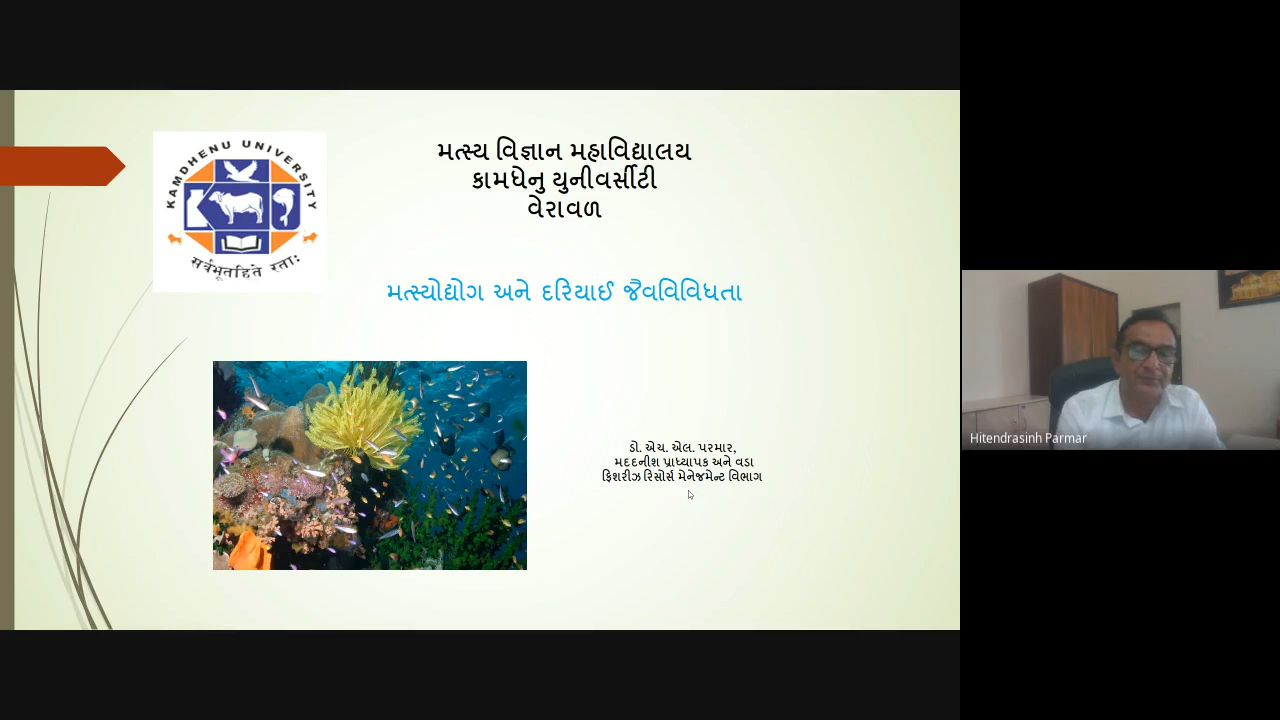 KAMDHENU UNIVERSITY
सर्वभूतहिते रताः
મત્સ્ય વિજ્ઞાન મહાવિદ્યાલય
કામધેનુ યુનીવર્સીટી
વેરાવળ
મત્સ્યોદ્યોગ અને દરિયાઈ જૈવવિવિધતા
ડો. એચ. એલ. પરમાર,
મદદનીશ પ્રાધ્યાપક અને વડા
ફિશરીઝ રિસોર્સ મેનેજમેન્ટ વિભાગ
Hitendrasinh Parmar